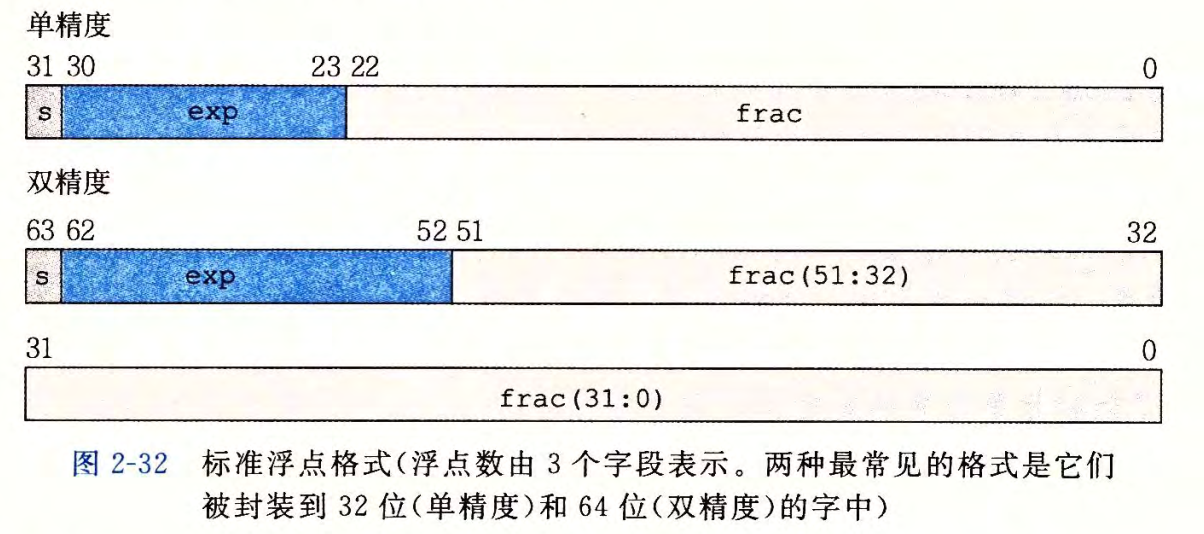 单精度
31 30 23 22 0
s exp frac
双精度
63 62 52 51 32
s exp frac(51:32)
31 0
frac(31:0)
图 2-32 标准浮点格式(浮点数由 3 个字段表示。两种最常见的格式是它们
被封装到 32 位(单精度)和 64 位(双精度)的字中)